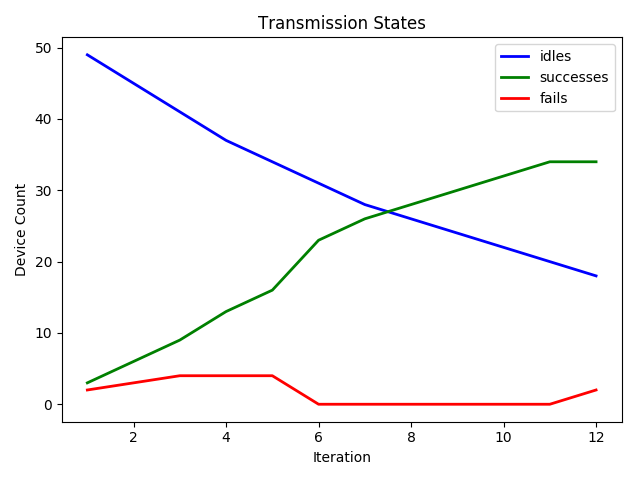 Transmission States
idles
successes
fails
Device Count
50
40
30
20
10
0
2 4 6 8 10 12
Iteration